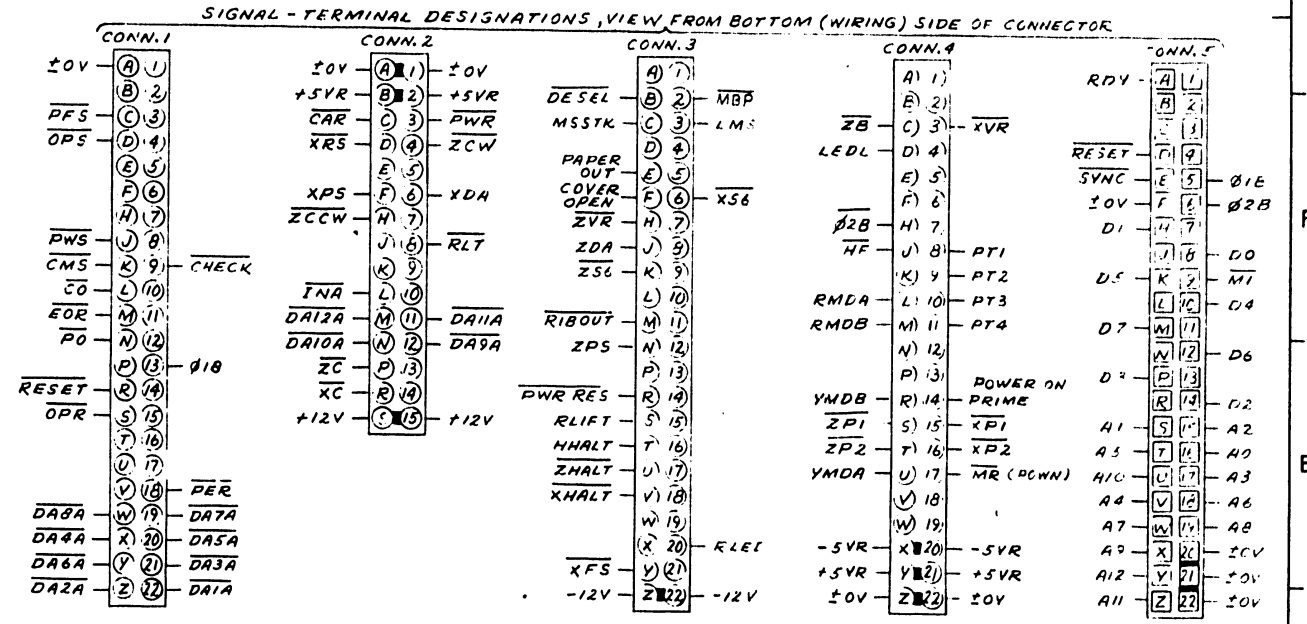 SIGNAL - TERMINAL DESIGNATIONS, VIEW FROM BOTTOM (WIRING) SIDE OF CONNECTOR
CONN. 1
±0V A 1
B 2
PFS C 3
OPS D 4
E 5
F 6
H 7
PWS J 8
CMS K 9 CHECK
CO L 10
EOR M 11
PO N 12
P 13 Ø1B
RESET R 14
OPR S 15
T 16
U 17
V 18 PER
DA8A W 19 DA7A
DA4A X 20 DA5A
DA6A Y 21 DA3A
DA2A Z 22 DA1A
CONN. 2
±0V A 1 ±0V
+5VR B 2 +5VR
CAR C 3 PWR
XRS D 4 ZCW
E 5
XPS F 6 XDA
ZCCW H 7
J 8 RLT
K 9
INA L 10
DA12A M 11 DA11A
DA10A N 12 DA9A
ZC P 13
XC R 14
+12V S 15 +12V
CONN. 3
A 1
DESEL B 2 MBP
MSSTK C 3 LMS
D 4
PAPER
OUT E 5
COVER
OPEN F 6 XS6
ZVR H 7
ZDA J 8
ZS6 K 9
L 10
RIBOUT M 11
ZPS N 12
P 13
PWR RES R 14
RLIFT S 15
HHALT T 16
ZHALT U 17
XHALT V 18
W 19
X 20
XFS Y 21
-12V Z 22 -12V
CONN. 4
A 1
B 2
ZB C 3 XVR
LEDL D 4
E 5
F 6
Ø2B H 7
HF J 8 PT1
K 9 PT2
RMDA L 10 PT3
RMDB M 11 PT4
N 12
P 13
POWER ON
YMDB R 14 PRIME
ZP1 S 15 XP1
ZP2 T 16 XP2
YMDA U 17 MR (DOWN)
V 18
W 19
-5VR X 20 -5VR
+5VR Y 21 +5VR
±0V Z 22 ±0V
CONN. 5
RDY A 1
B 2
3
RESET 4
SYNC E 5
±0V F 6 Ø2B
D1 H 7
J 8 D0
D5 K 9 M1
L 10 D4
D7 M 11
N 12 D6
P 13
R 14 D2
A1 S 15 A2
T 16 A0
A10 U 17 A3
A4 V 18 A6
A7 W 19 A8
A9 X 20 ±0V
A12 Y 21 ±0V
A11 Z 22 ±0V
F
E